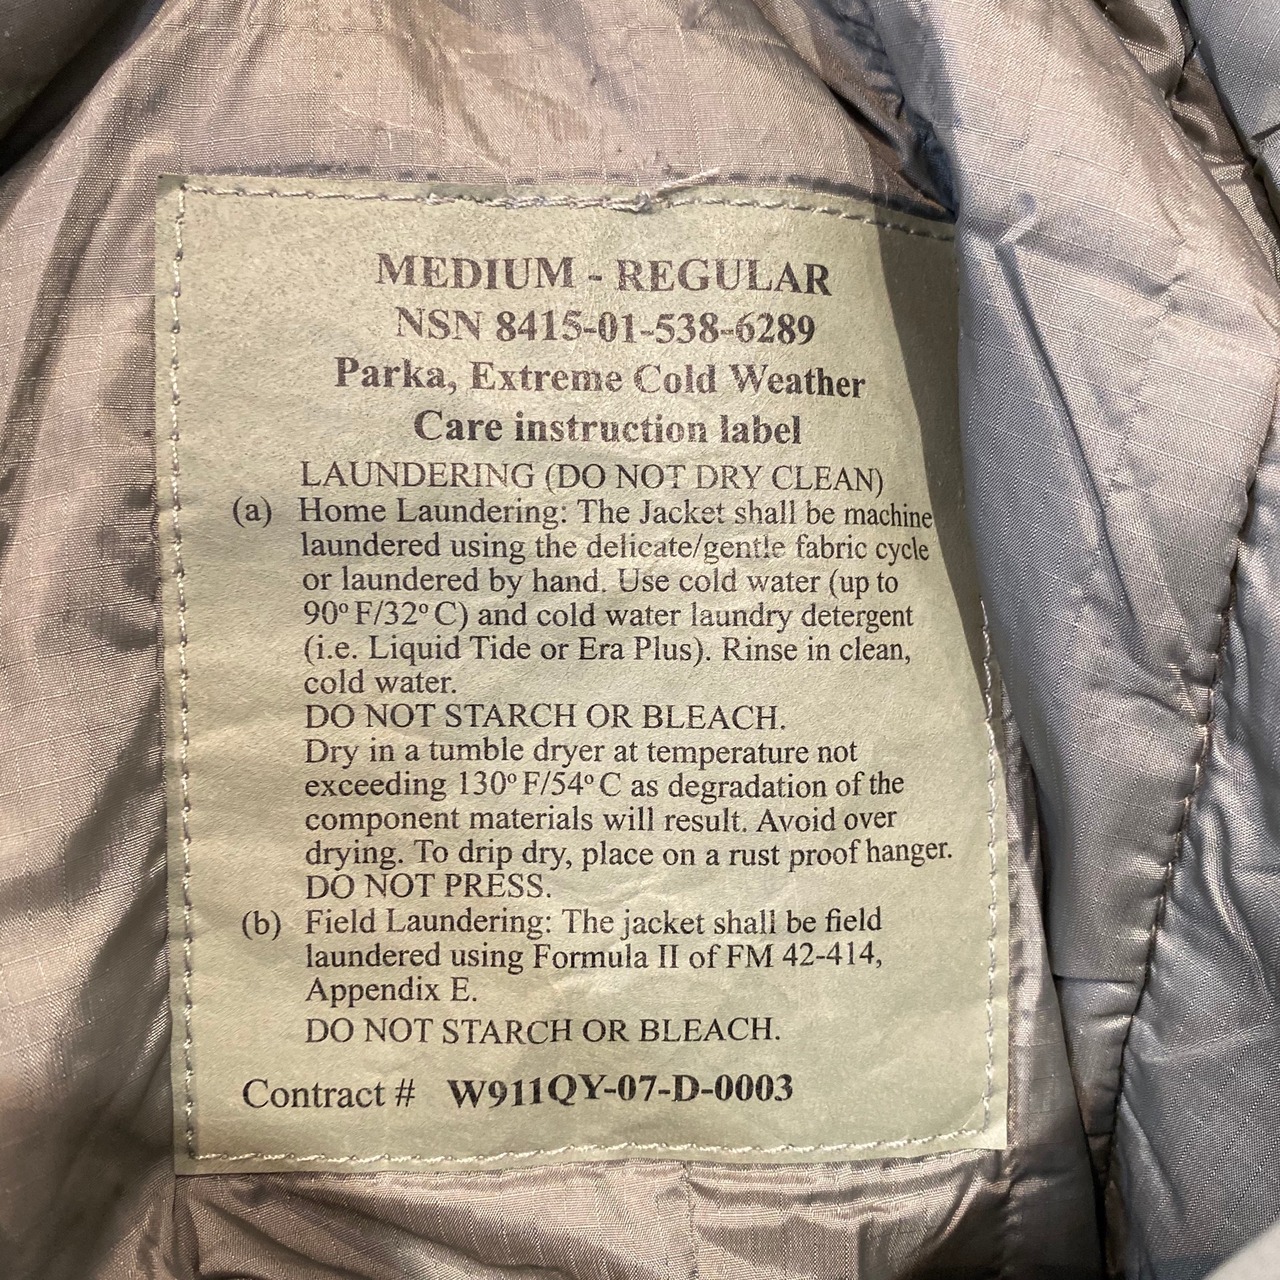 MEDIUM - REGULAR
NSN 8415-01-538-6289
Parka, Extreme Cold Weather
Care instruction label
LAUNDERING (DO NOT DRY CLEAN)
(a) Home Laundering: The Jacket shall be machine
laundered using the delicate/gentle fabric cycle
or laundered by hand. Use cold water (up to
90° F/32° C) and cold water laundry detergent
(i.e. Liquid Tide or Era Plus). Rinse in clean,
cold water.
DO NOT STARCH OR BLEACH.
Dry in a tumble dryer at temperature not
exceeding 130° F/54° C as degradation of the
component materials will result. Avoid over
drying. To drip dry, place on a rust proof hanger.
DO NOT PRESS.
(b) Field Laundering: The jacket shall be field
laundered using Formula II of FM 42-414,
Appendix E.
DO NOT STARCH OR BLEACH.
Contract # W911QY-07-D-0003